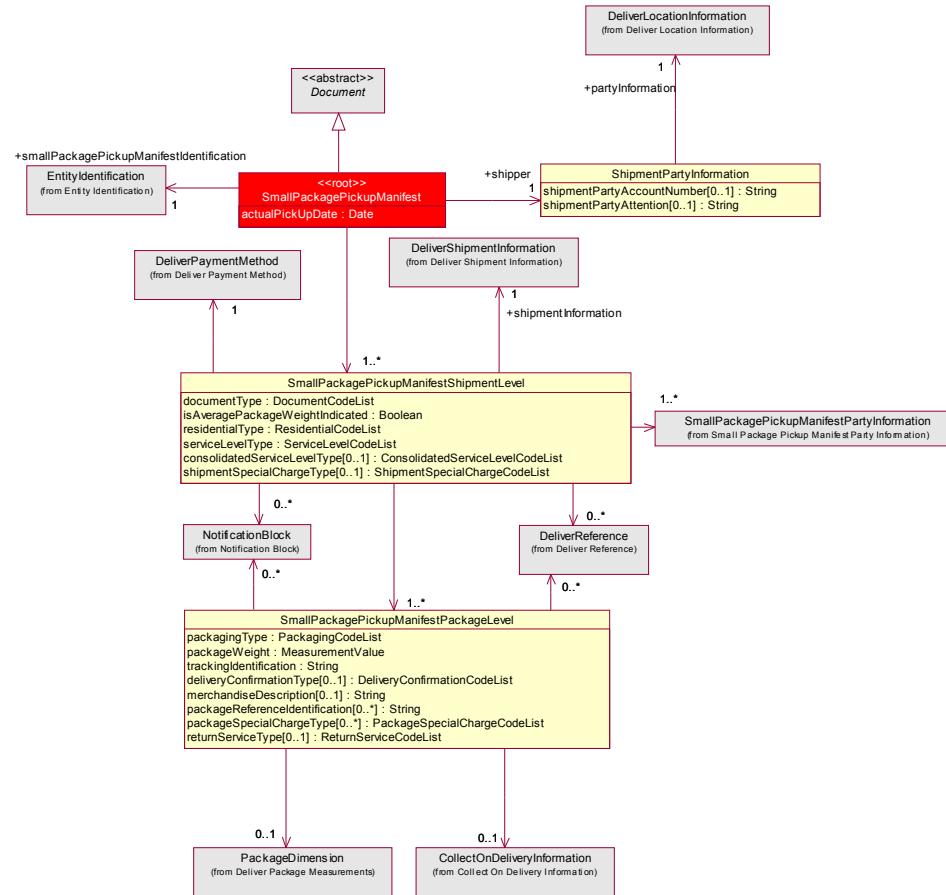 DeliverLocationInformation
(from Deliver Location Information)
1
+partyInformation
<<abstract>>
Document
+smallPackagePickupManifestIdentification
EntityIdentification
(from Entity Identification)
1
<<root>>
SmallPackagePickupManifest
actualPickUpDate : Date
+shipper
1
ShipmentPartyInformation
shipmentPartyAccountNumber[0..1] : String
shipmentPartyAttention[0..1] : String
DeliverPaymentMethod
(from Deliver Payment Method)
1
DeliverShipmentInformation
(from Deliver Shipment Information)
1
+shipmentInformation
1..*
SmallPackagePickupManifestShipmentLevel
documentType : DocumentCodeList
isAveragePackageWeightIndicated : Boolean
residentialType : ResidentialCodeList
serviceLevelType : ServiceLevelCodeList
consolidatedServiceLevelType[0..1] : ConsolidatedServiceLevelCodeList
shipmentSpecialChargeType[0..1] : ShipmentSpecialChargeCodeList
1..*
SmallPackagePickupManifestPartyInformation
(from Small Package Pickup Manifest Party Information)
0..*
0..*
NotificationBlock
(from Notification Block)
0..*
DeliverReference
(from Deliver Reference)
0..*
1..*
SmallPackagePickupManifestPackageLevel
packagingType : PackagingCodeList
packageWeight : MeasurementValue
trackingIdentification : String
deliveryConfirmationType[0..1] : DeliveryConfirmationCodeList
merchandiseDescription[0..1] : String
packageReferenceIdentification[0..*] : String
packageSpecialChargeType[0..*] : PackageSpecialChargeCodeList
returnServiceType[0..1] : ReturnServiceCodeList
0..1
0..1
PackageDimension
(from Deliver Package Measurements)
CollectOnDeliveryInformation
(from Collect On Delivery Information)